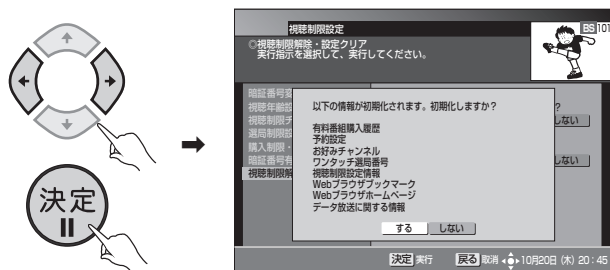 決定
視聴制限設定
◎視聴制限解除・設定クリア
実行指示を選択して、実行してください。
BS 101
暗証番号変
視聴年齢設
視聴制限チ
選局制限設
購入制限・
暗証番号有
視聴制限解
?
しない
しない
以下の情報が初期化されます。初期化しますか?
有料番組購入履歴
予約設定
お好みチャンネル
ワンタッチ選局番号
視聴制限設定情報
Webブラウザブックマーク
Webブラウザホームページ
データ放送に関する情報
する しない
決定 実行 戻る 取消 10月20日 (木) 20:45